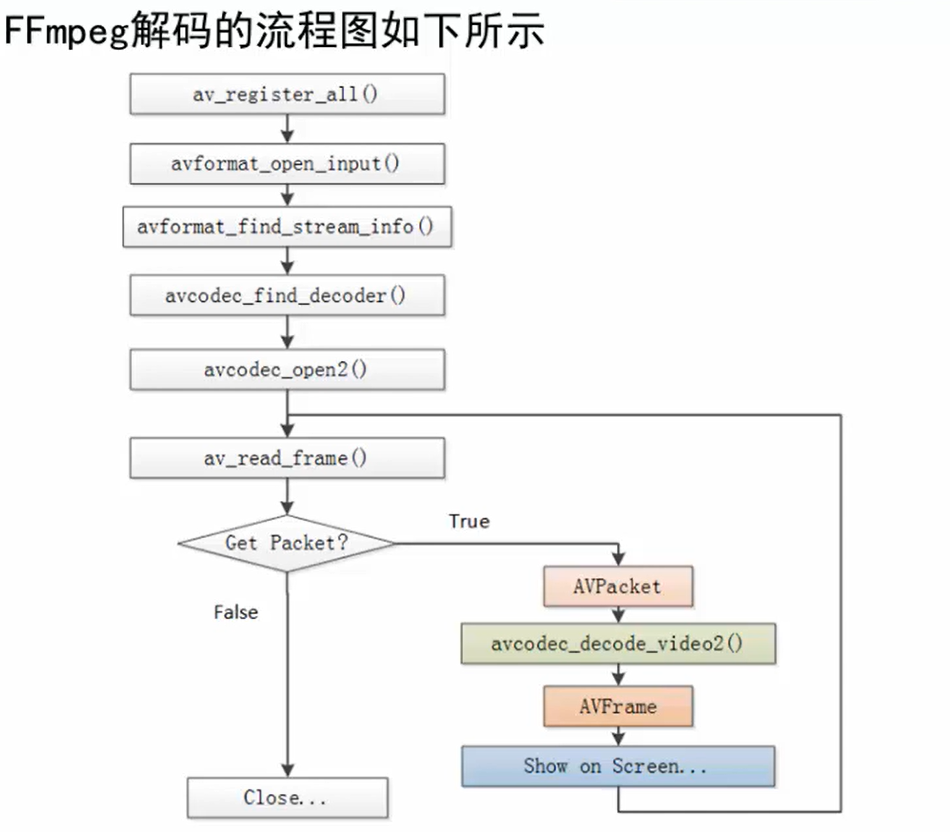 FFmpeg解码的流程图如下所示
av_register_all()
avformat_open_input()
avformat_find_stream_info()
avcodec_find_decoder()
avcodec_open2()
av_read_frame()
Get Packet?
True
False
AVPacket
avcodec_decode_video2()
AVFrame
Show on Screen...
Close...